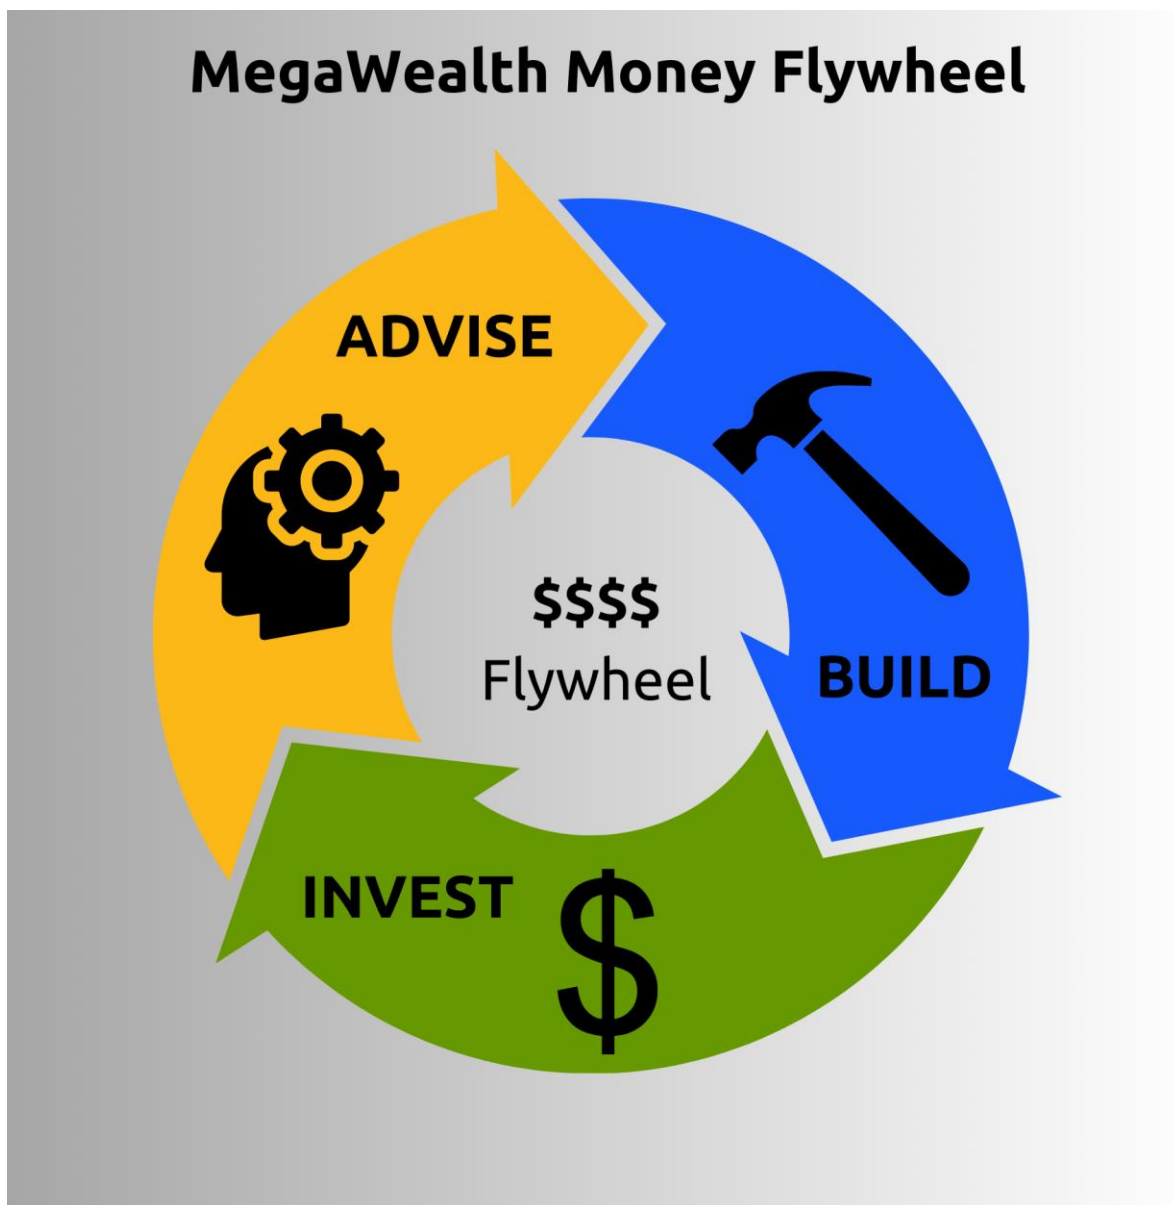 MegaWealth Money Flywheel
ADVISE
$$$$
Flywheel
BUILD
INVEST
$